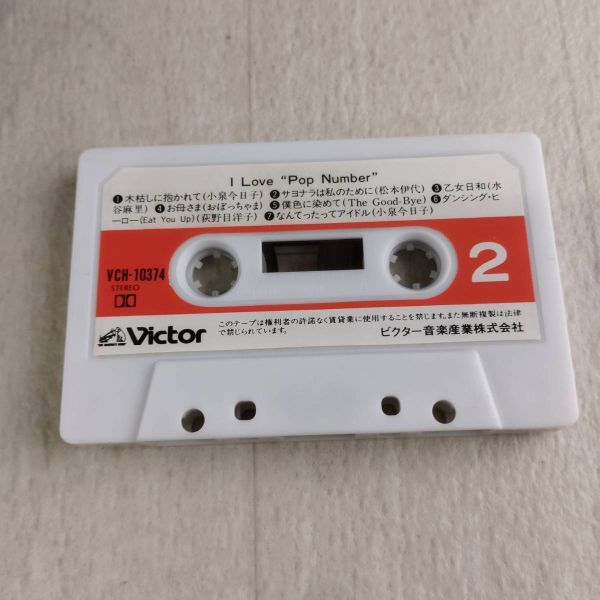 I Love "Pop Number"
❶木枯しに抱かれて(小泉今日子) ❷サヨナラは私のために(松本伊代) ❸乙女日和(水
谷麻里) ❹お母さま(おぼっちゃま) ❺僕色に染めて(The Good-Bye) ❻ダンシング・ヒ
ーロー(Eat You Up)(荻野目洋子) ❼なんてったってアイドル(小泉今日子)
VCH-10374
STEREO
2
Victor
このテープは権利者の許諾なく賃貸業に使用することを禁じます。また無断複製は法律
で禁じられています。
ビクター音楽産業株式会社